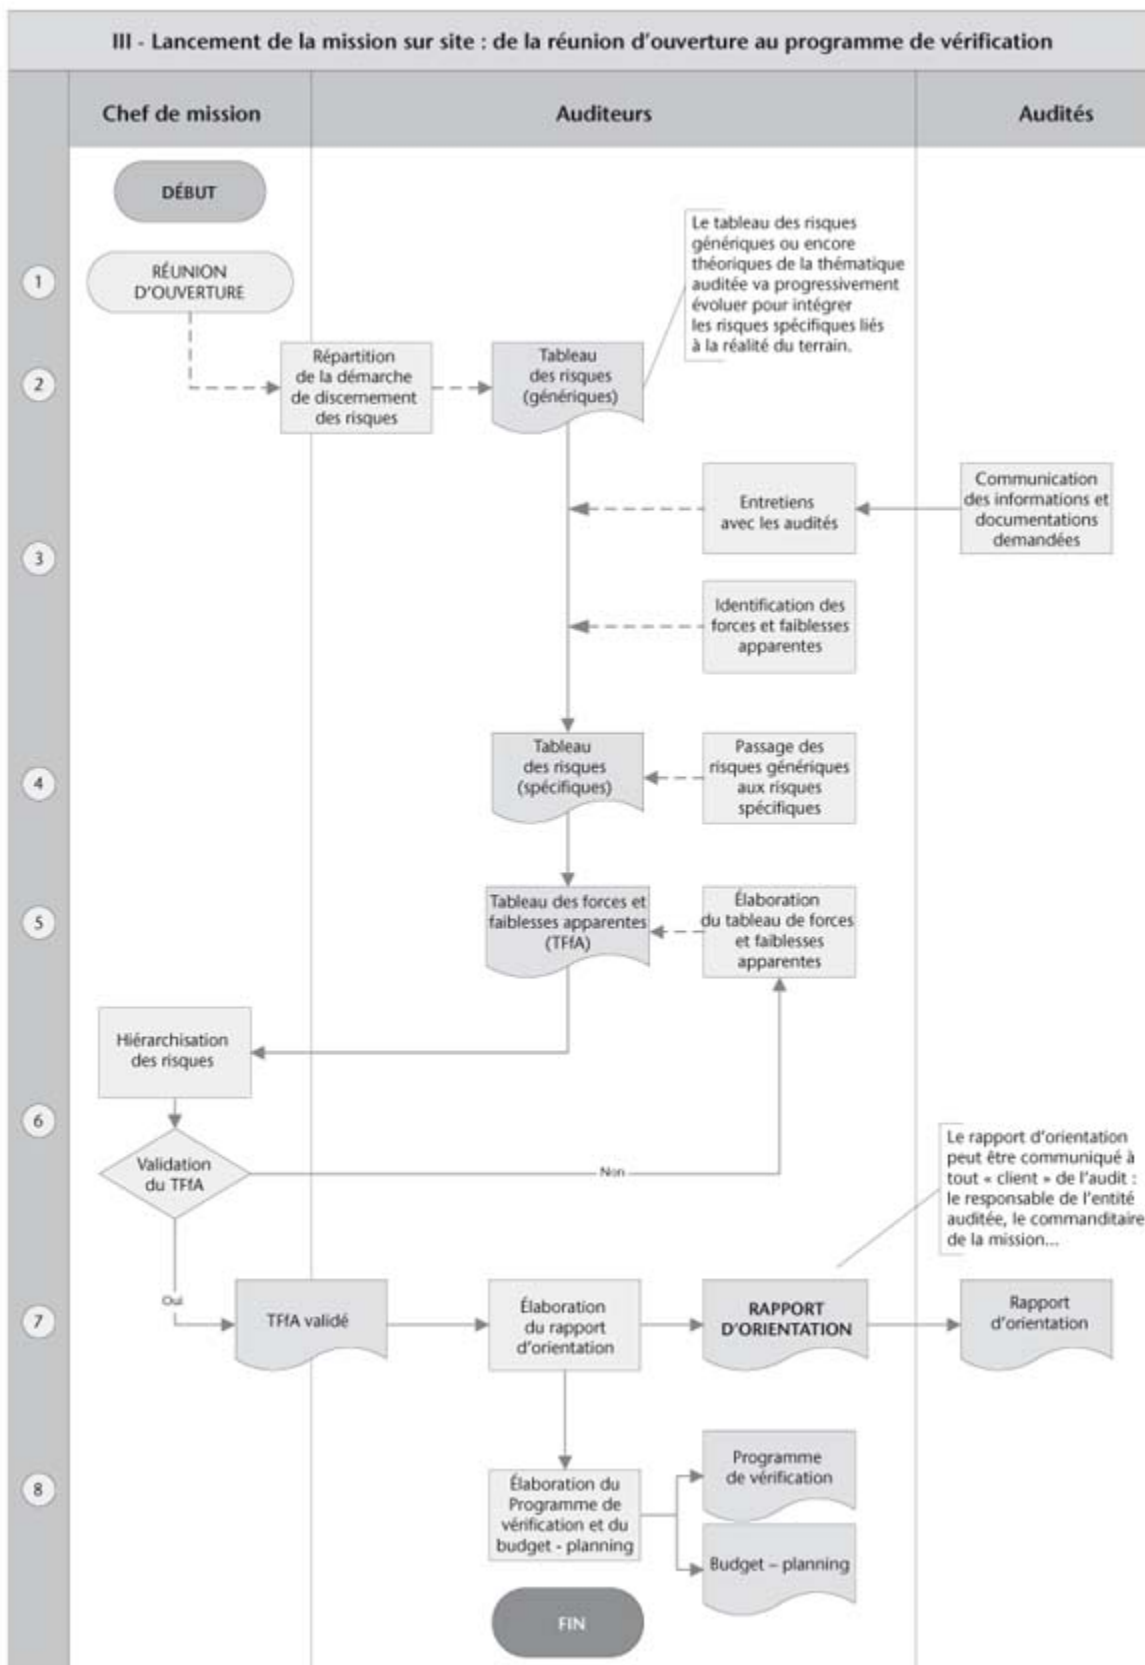 III - Lancement de la mission sur site : de la réunion d'ouverture au programme de vérification
Chef de mission
Auditeurs
Audités
DÉBUT
1
RÉUNION
D'OUVERTURE
Le tableau des risques
génériques ou encore
théoriques de la thématique
auditée va progressivement
évoluer pour intégrer
les risques spécifiques liés
à la réalité du terrain.
2
Répartition
de la démarche
de discernement
des risques
Tableau
des risques
(génériques)
3
Entretiens
avec les audités
Communication
des informations et
documentations
demandées
Identification des
forces et faiblesses
apparentes
4
Tableau
des risques
(spécifiques)
Passage des
risques génériques
aux risques
spécifiques
5
Tableau des forces et
faiblesses apparentes
(TFfA)
Élaboration
du tableau de forces
et faiblesses
apparentes
6
Hiérarchisation
des risques
Validation
du TFfA
Non
Oui
Le rapport d'orientation
peut être communiqué à
tout « client » de l'audit :
le responsable de l'entité
auditée, le commanditaire
de la mission...
7
TFfA validé
Élaboration
du rapport
d'orientation
RAPPORT
D'ORIENTATION
Rapport
d'orientation
8
Élaboration du
Programme de
vérification et du
budget - planning
Programme
de vérification
Budget – planning
FIN